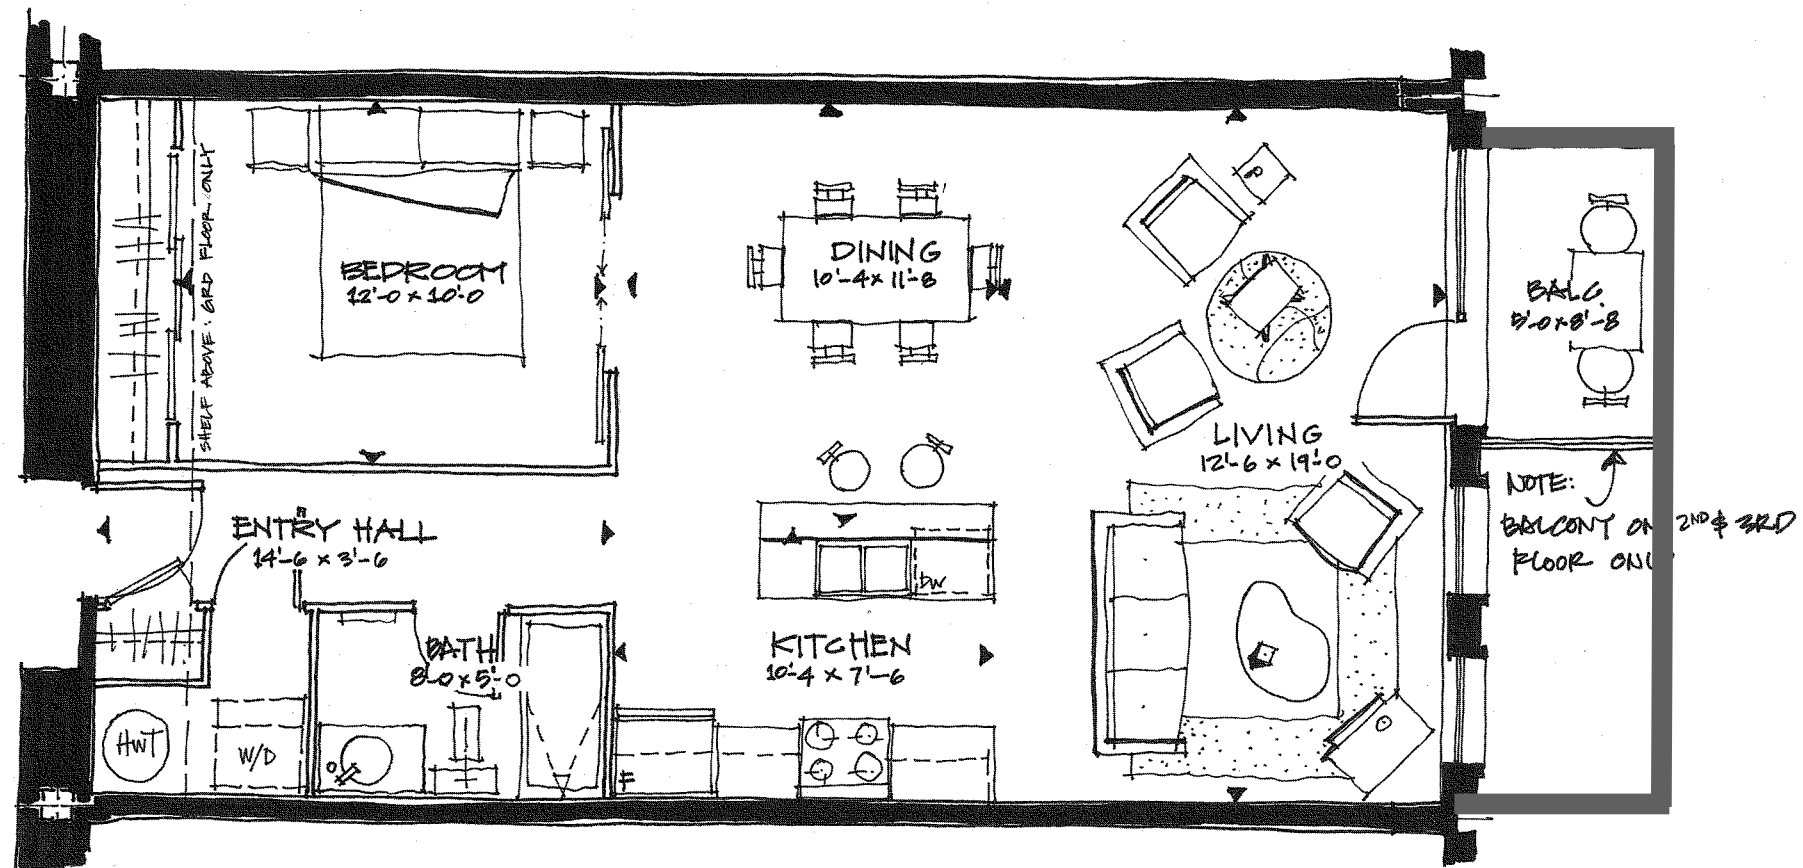 SHELF ABOVE: 3RD FLOOR ONLY
BEDROOM
12'-0 x 10'-0
DINING
10'-4 x 11'-8
BALC.
5'-0 x 8'-8
LIVING
12'-6 x 19'-0
NOTE:
BALCONY ON 2ND & 3RD
FLOOR ONL
ENTRY HALL
14'-6 x 3'-6
DW
BATH
8'-0 x 5'-0
KITCHEN
10'-4 x 7'-6
HWT
W/D